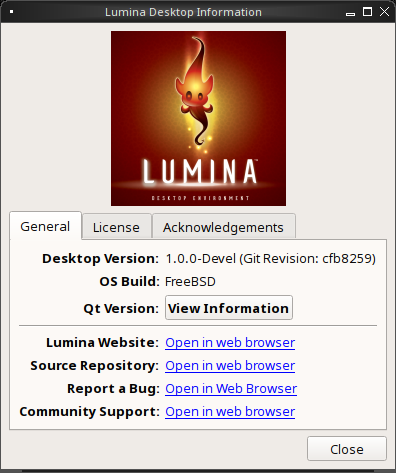 Lumina Desktop Information
LUMINA™
DESKTOP ENVIRONMENT
General License Acknowledgements
Desktop Version: 1.0.0-Devel (Git Revision: cfb8259)
OS Build: FreeBSD
Qt Version: View Information
Lumina Website: Open in web browser
Source Repository: Open in web browser
Report a Bug: Open in Web Browser
Community Support: Open in web browser
Close